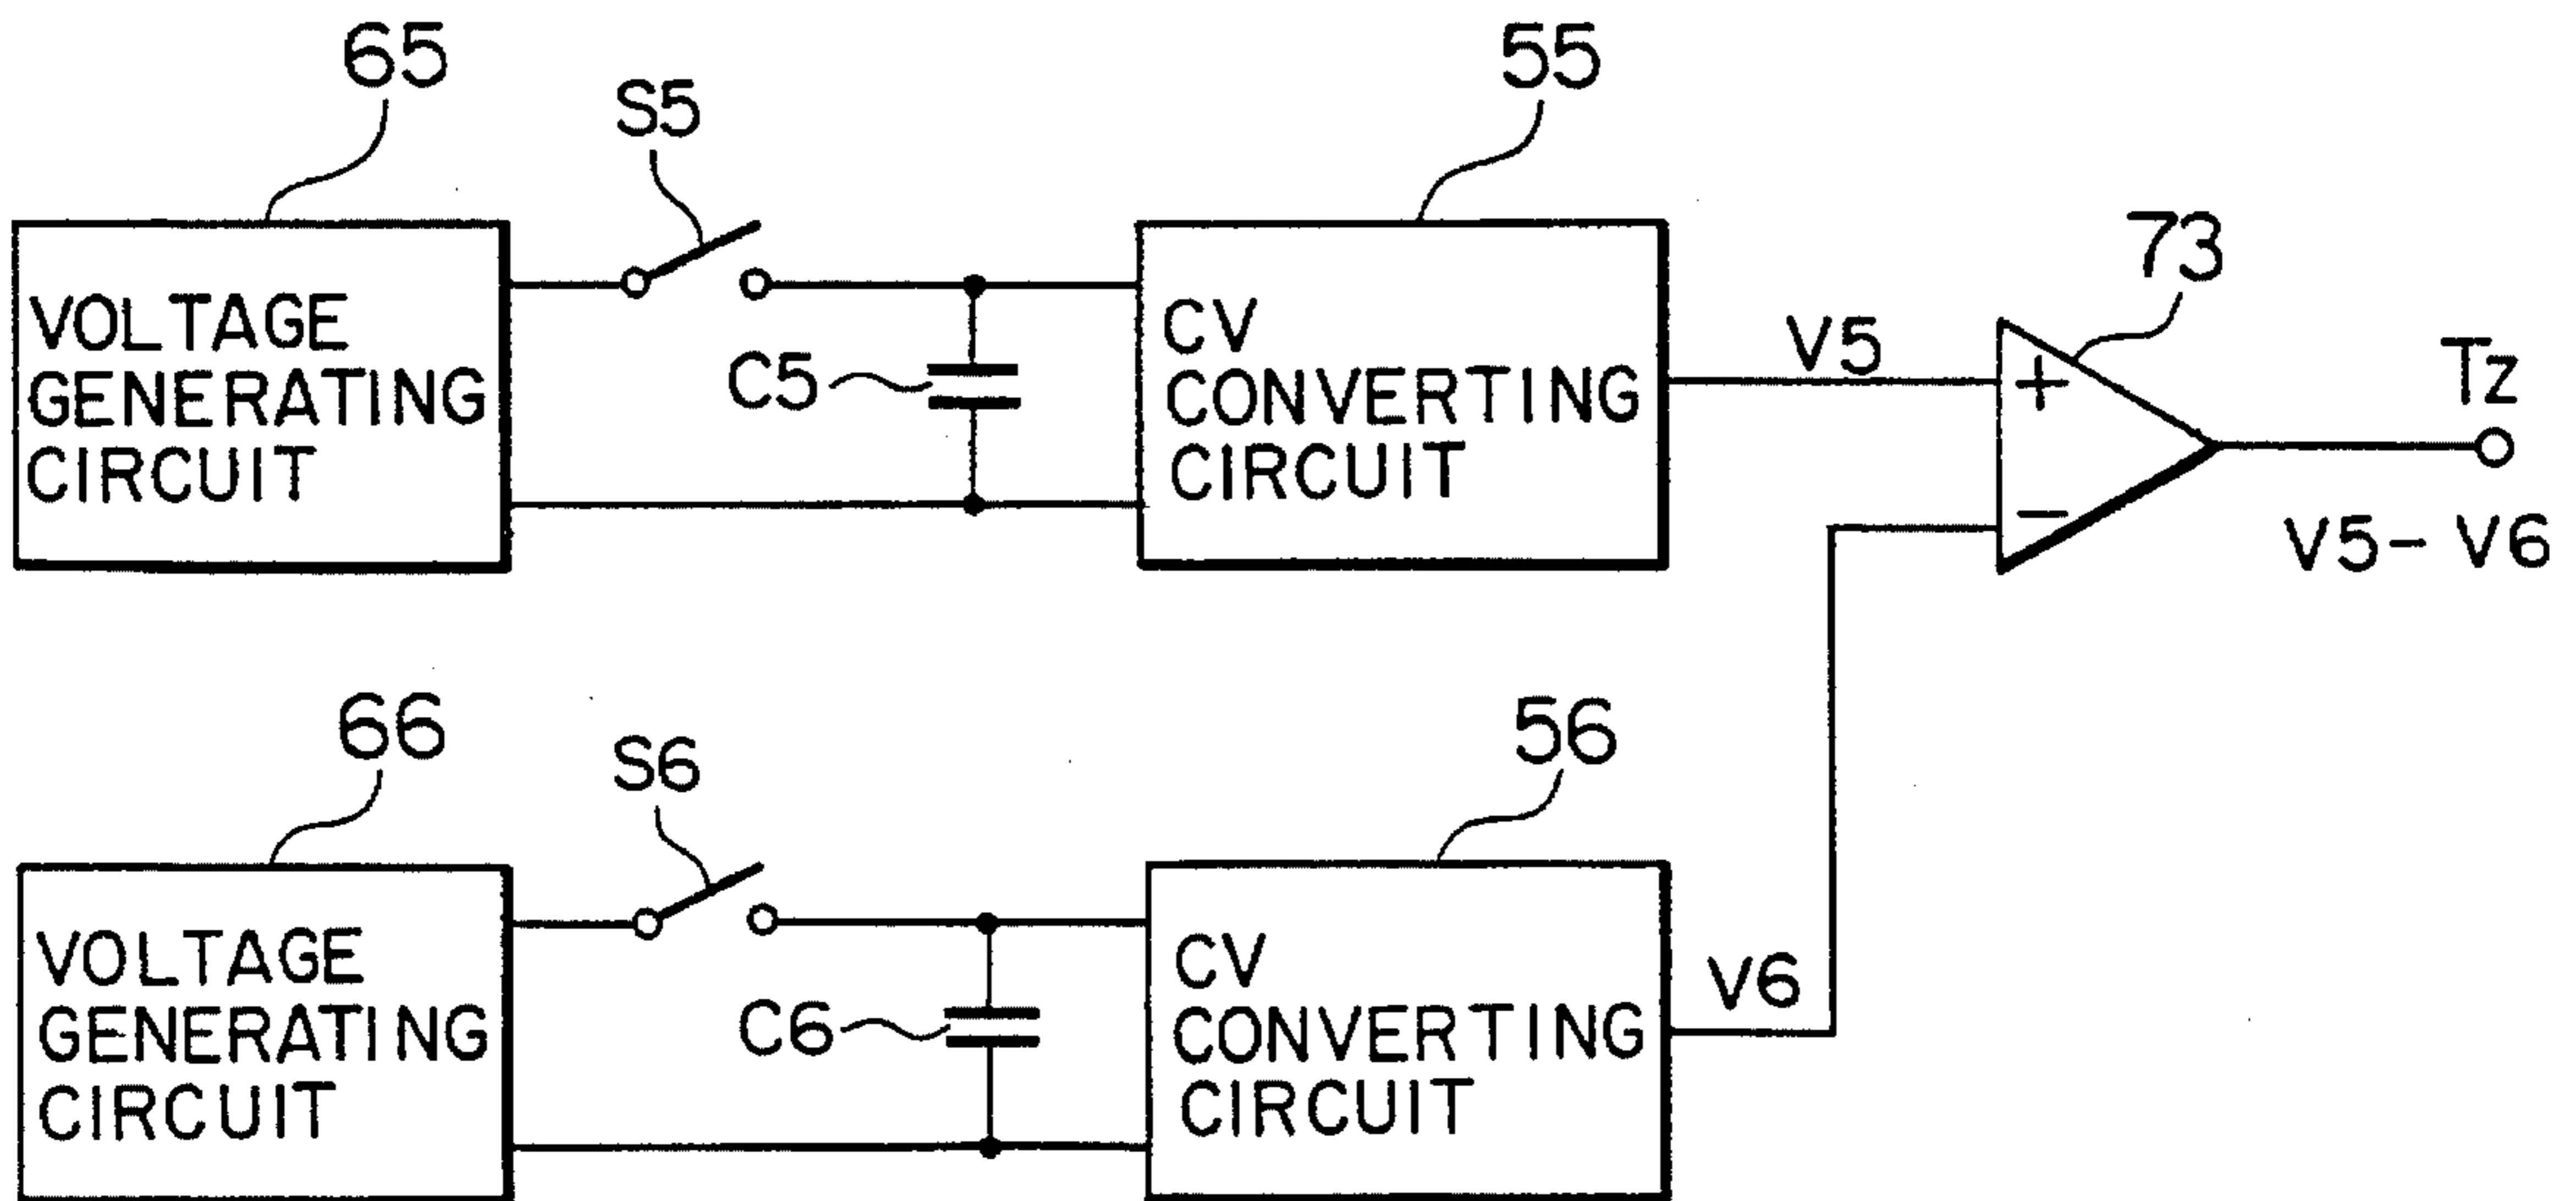 65
S5
55
73
VOLTAGE
GENERATING
CIRCUIT
C5
CV
CONVERTING
CIRCUIT
V5
+
−
Tz
V5− V6
66
S6
56
VOLTAGE
GENERATING
CIRCUIT
C6
CV
CONVERTING
CIRCUIT
V6